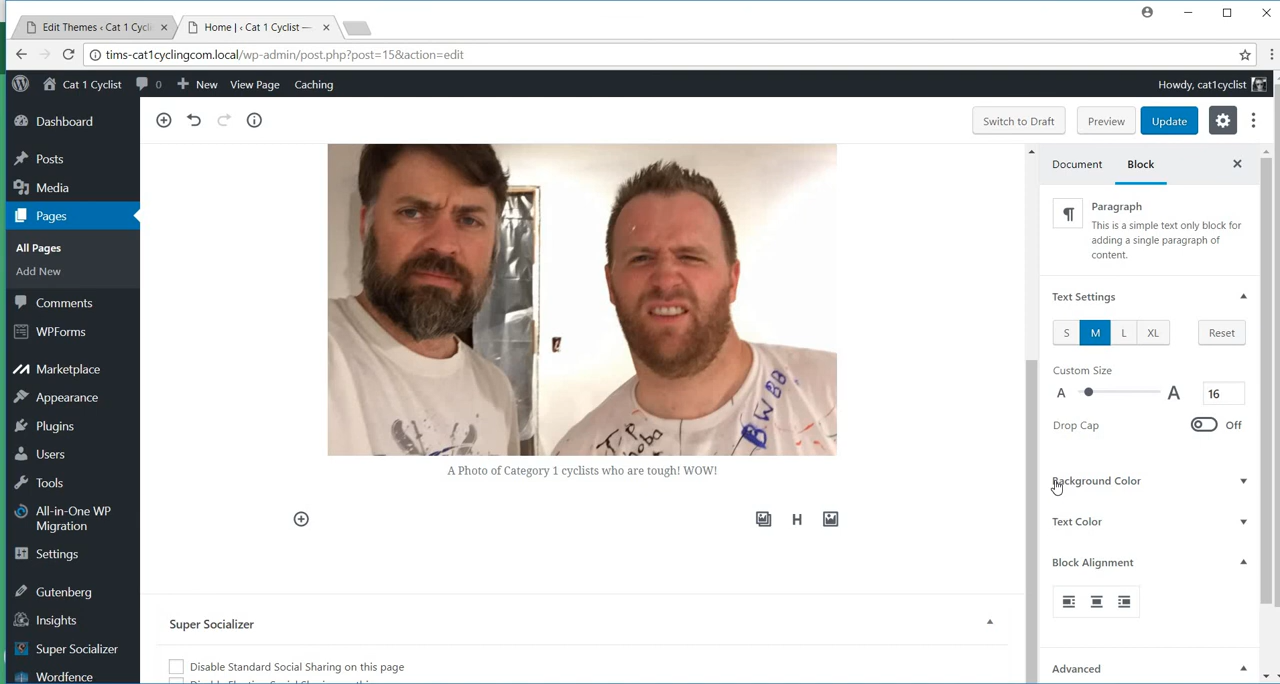 Edit Themes ‹ Cat 1 Cycli
Home | ‹ Cat 1 Cyclist —
tims-cat1cyclingcom.local/wp-admin/post.php?post=15&action=edit
Cat 1 Cyclist
0
New
View Page
Caching
Howdy, cat1cyclist
Dashboard
Posts
Media
Pages
All Pages
Add New
Comments
WPForms
Marketplace
Appearance
Plugins
Users
Tools
All-in-One WP
Migration
Settings
Gutenberg
Insights
Super Socializer
Wordfence
Switch to Draft
Preview
Update
BWBB
A Photo of Category 1 cyclists who are tough! WOW!
H
Super Socializer
Disable Standard Social Sharing on this page
Document
Block
Paragraph
This is a simple text only block for
adding a single paragraph of
content.
Text Settings
S M L XL
Reset
Custom Size
A A 16
Drop Cap
Off
Background Color
Text Color
Block Alignment
Advanced